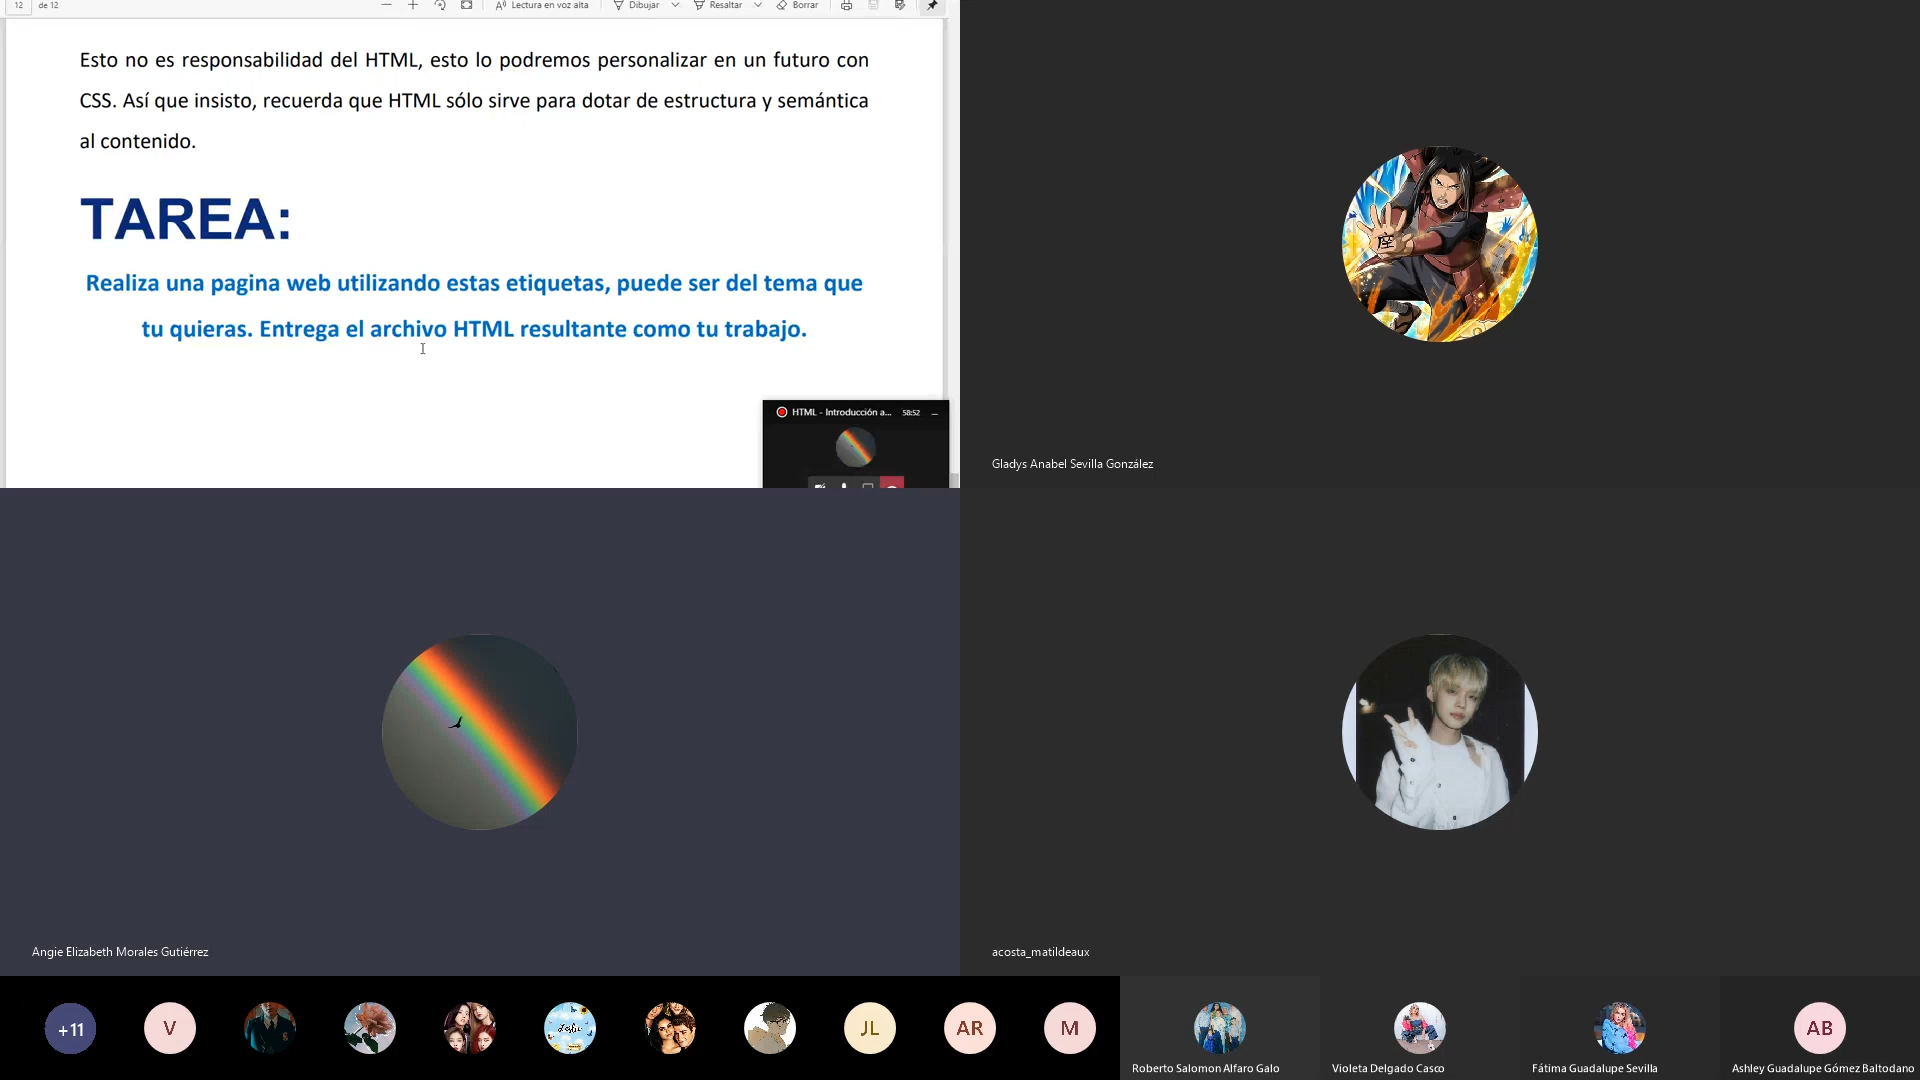 12 de 12 Lectura en voz alta Dibujar Resaltar Borrar
Esto no es responsabilidad del HTML, esto lo podremos personalizar en un futuro con
CSS. Así que insisto, recuerda que HTML sólo sirve para dotar de estructura y semántica
al contenido.
TAREA:
Realiza una pagina web utilizando estas etiquetas, puede ser del tema que
tu quieras. Entrega el archivo HTML resultante como tu trabajo.
HTML - Introducción a... 58:52
座
Gladys Anabel Sevilla González
Angie Elizabeth Morales Gutiérrez
acosta_matildeaux
+11
V
JL
AR
M
AB
Roberto Salomon Alfaro Galo
Violeta Delgado Casco
Fátima Guadalupe Sevilla
Ashley Guadalupe Gómez Baltodano